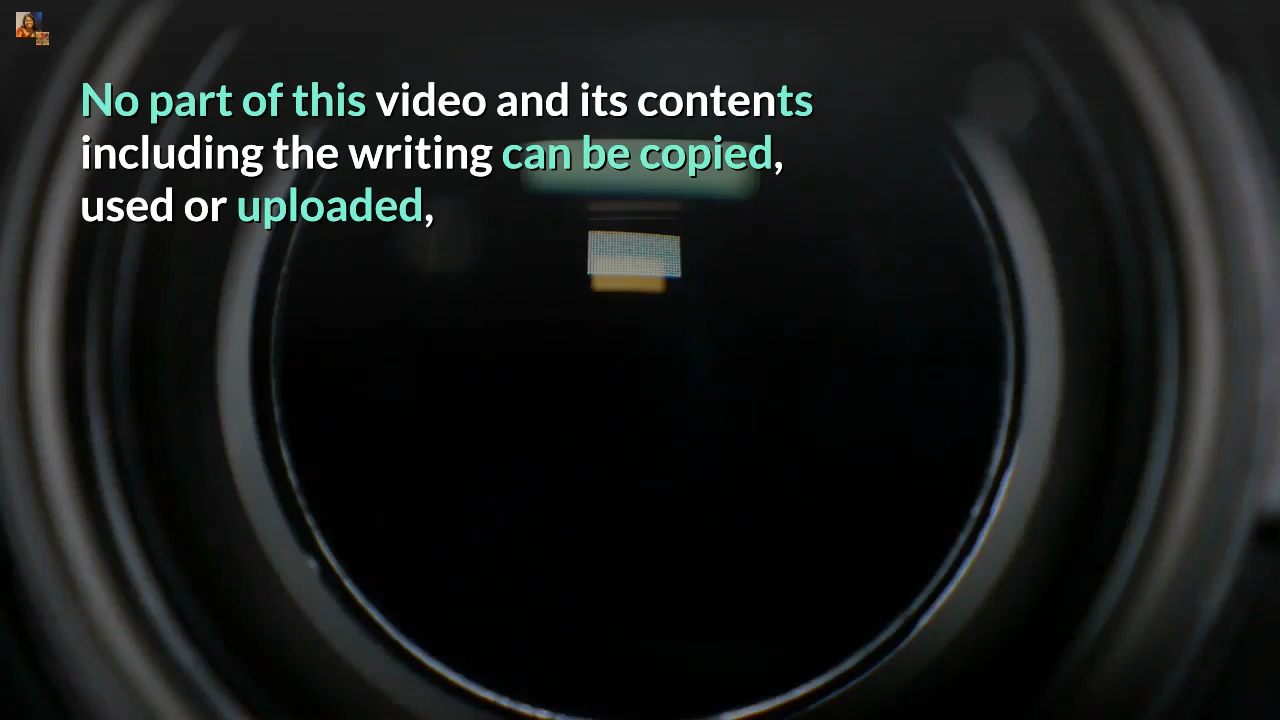 No part of this video and its contents
including the writing can be copied,
used or uploaded,